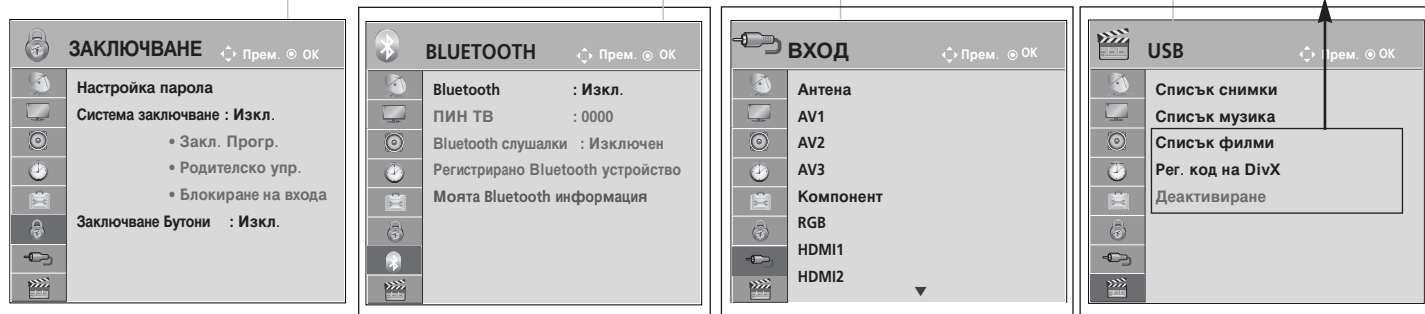 ЗАКЛЮЧВАНЕ Прем. OK
Настройка парола
Система заключване : Изкл.
• Закл. Прогр.
• Родителско упр.
• Блокиране на входа
Заключване Бутони : Изкл.
BLUETOOTH Прем. OK
Bluetooth : Изкл.
ПИН ТВ : 0000
Bluetooth слушалки : Изключен
Регистрирано Bluetooth устройство
Моята Bluetooth информация
ВХОД Прем. OK
Антена
AV1
AV2
AV3
Компонент
RGB
HDMI1
HDMI2
USB Прем. OK
Списък снимки
Списък музика
Списък филми
Рег. код на DivX
Деактивиране